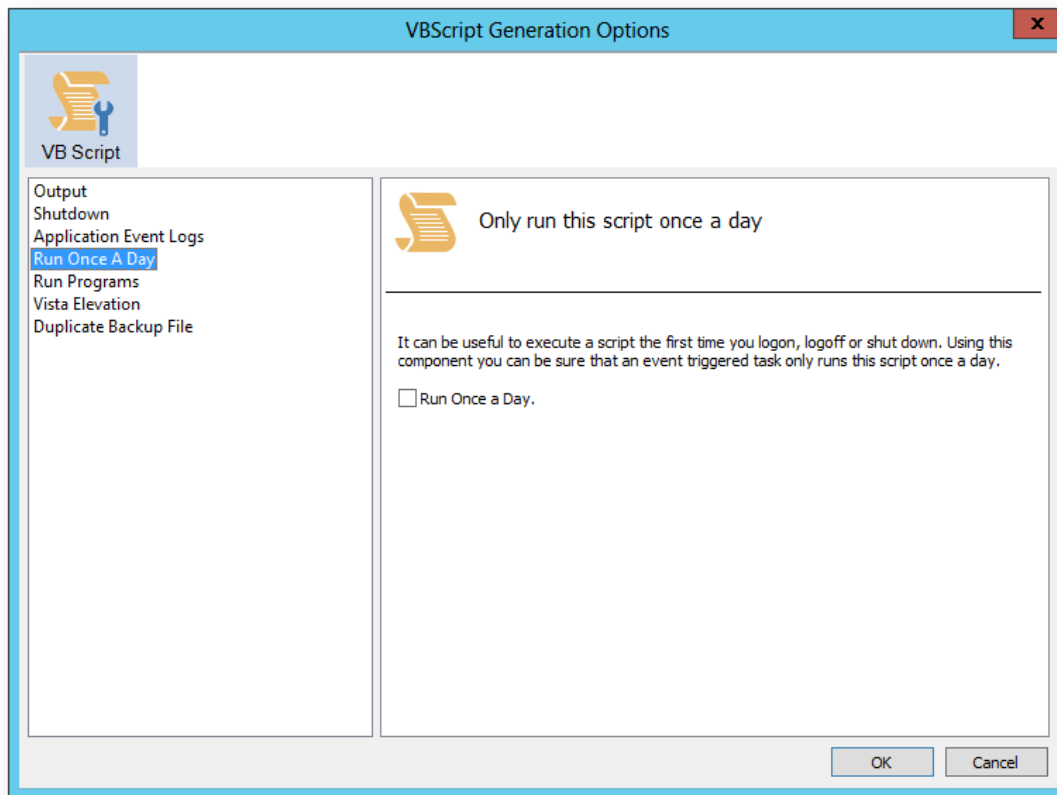 VBScript Generation Options
x
VB Script
Output
Shutdown
Application Event Logs
Run Once A Day
Run Programs
Vista Elevation
Duplicate Backup File
Only run this script once a day
It can be useful to execute a script the first time you logon, logoff or shut down. Using this
component you can be sure that an event triggered task only runs this script once a day.
Run Once a Day.
OK
Cancel